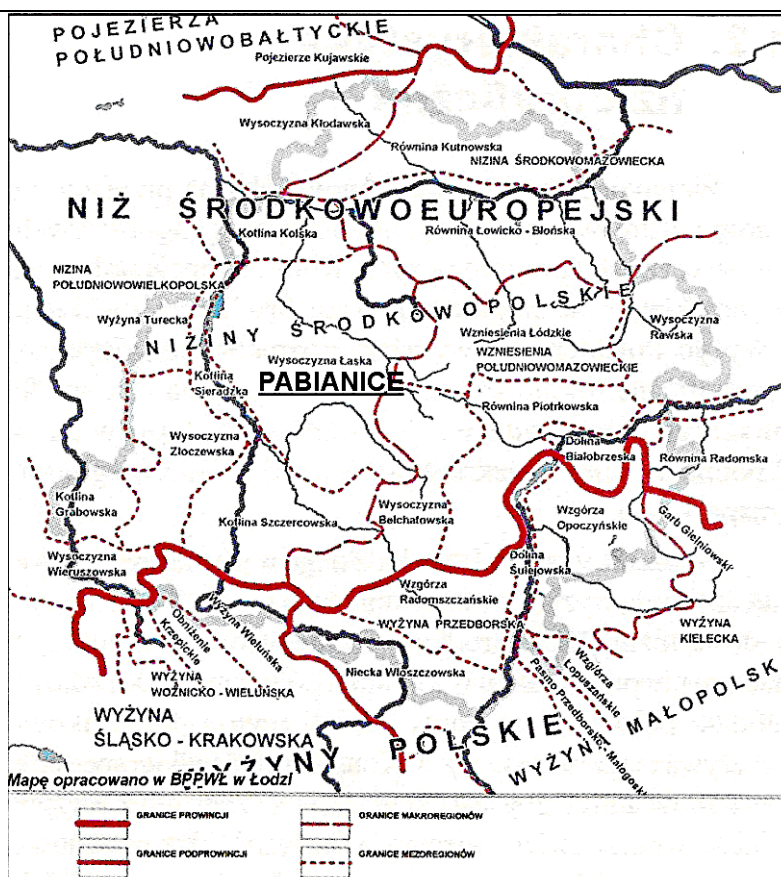 POJEZIERZA
POŁUDNIOWOBAŁTYCKIE
Pojezierze Kujawskie
Wysoczyzna Kłodawska
Równina Kutnowska
NIZINA ŚRODKOWOMAZOWIECKA
NIŻ ŚRODKOWOEUROPEJSKI
Kotlina Kolska
Równina Łowicko - Błońska
NIZINA
POŁUDNIOWOWIELKOPOLSKA
Wyżyna Turecka
NIZINY ŚRODKOWOPOLSKIE
Wzniesienia Łódzkie
Wysoczyzna
Rawska
Wysoczyzna Łaska
WZNIESIENIA
POŁUDNIOWOMAZOWIECKIE
Kotlina
Sieradzka
PABIANICE
Równina Piotrkowska
Wysoczyzna
Złoczewska
Dolina
Białobrzeska
Równina Radomska
Kotlina
Grabowska
Kotlina Szczercowska
Wysoczyzna
Bełchatowska
Wzgórza
Opoczyńskie
Garb Gielniowski
Wysoczyzna
Wieruszowska
Dolina
Sulejowska
Wzgórza
Radomszczańskie
Obniżenie
Krzepickie
Wyżyna Wieluńska
WYŻYNA PRZEDBORSKA
WYŻYNA
KIELECKA
WYŻYNA
WOŹNICKO - WIELUŃSKA
Niecka Włoszczowska
Wzgórza
Łopuszańskie
Pasmo Przedborsko - Małogoskie
WYŻYNA
ŚLĄSKO - KRAKOWSKA
WYŻYNY POLSKIE
WYŻYNA MAŁOPOLSK
Mapę opracowano w BPPWŁ w Łodzi
GRANICE PROWINCJI
GRANICE MAKROREGIONÓW
GRANICE PODPROWINCJI
GRANICE MEZOREGIONÓW